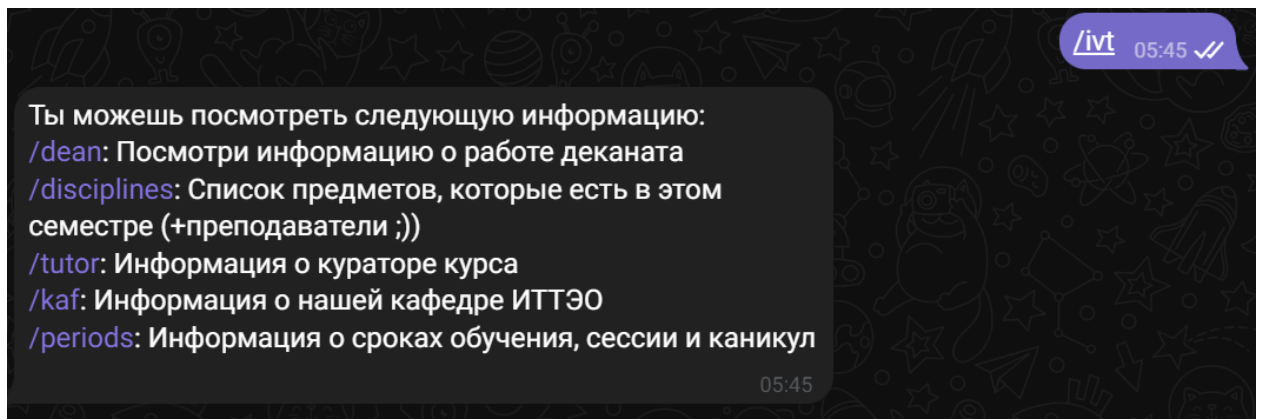 /ivt 05:45
Ты можешь посмотреть следующую информацию:
/dean: Посмотри информацию о работе деканата
/disciplines: Список предметов, которые есть в этом
семестре (+преподаватели ;))
/tutor: Информация о кураторе курса
/kaf: Информация о нашей кафедре ИТТЭО
/periods: Информация о сроках обучения, сессии и каникул
05:45